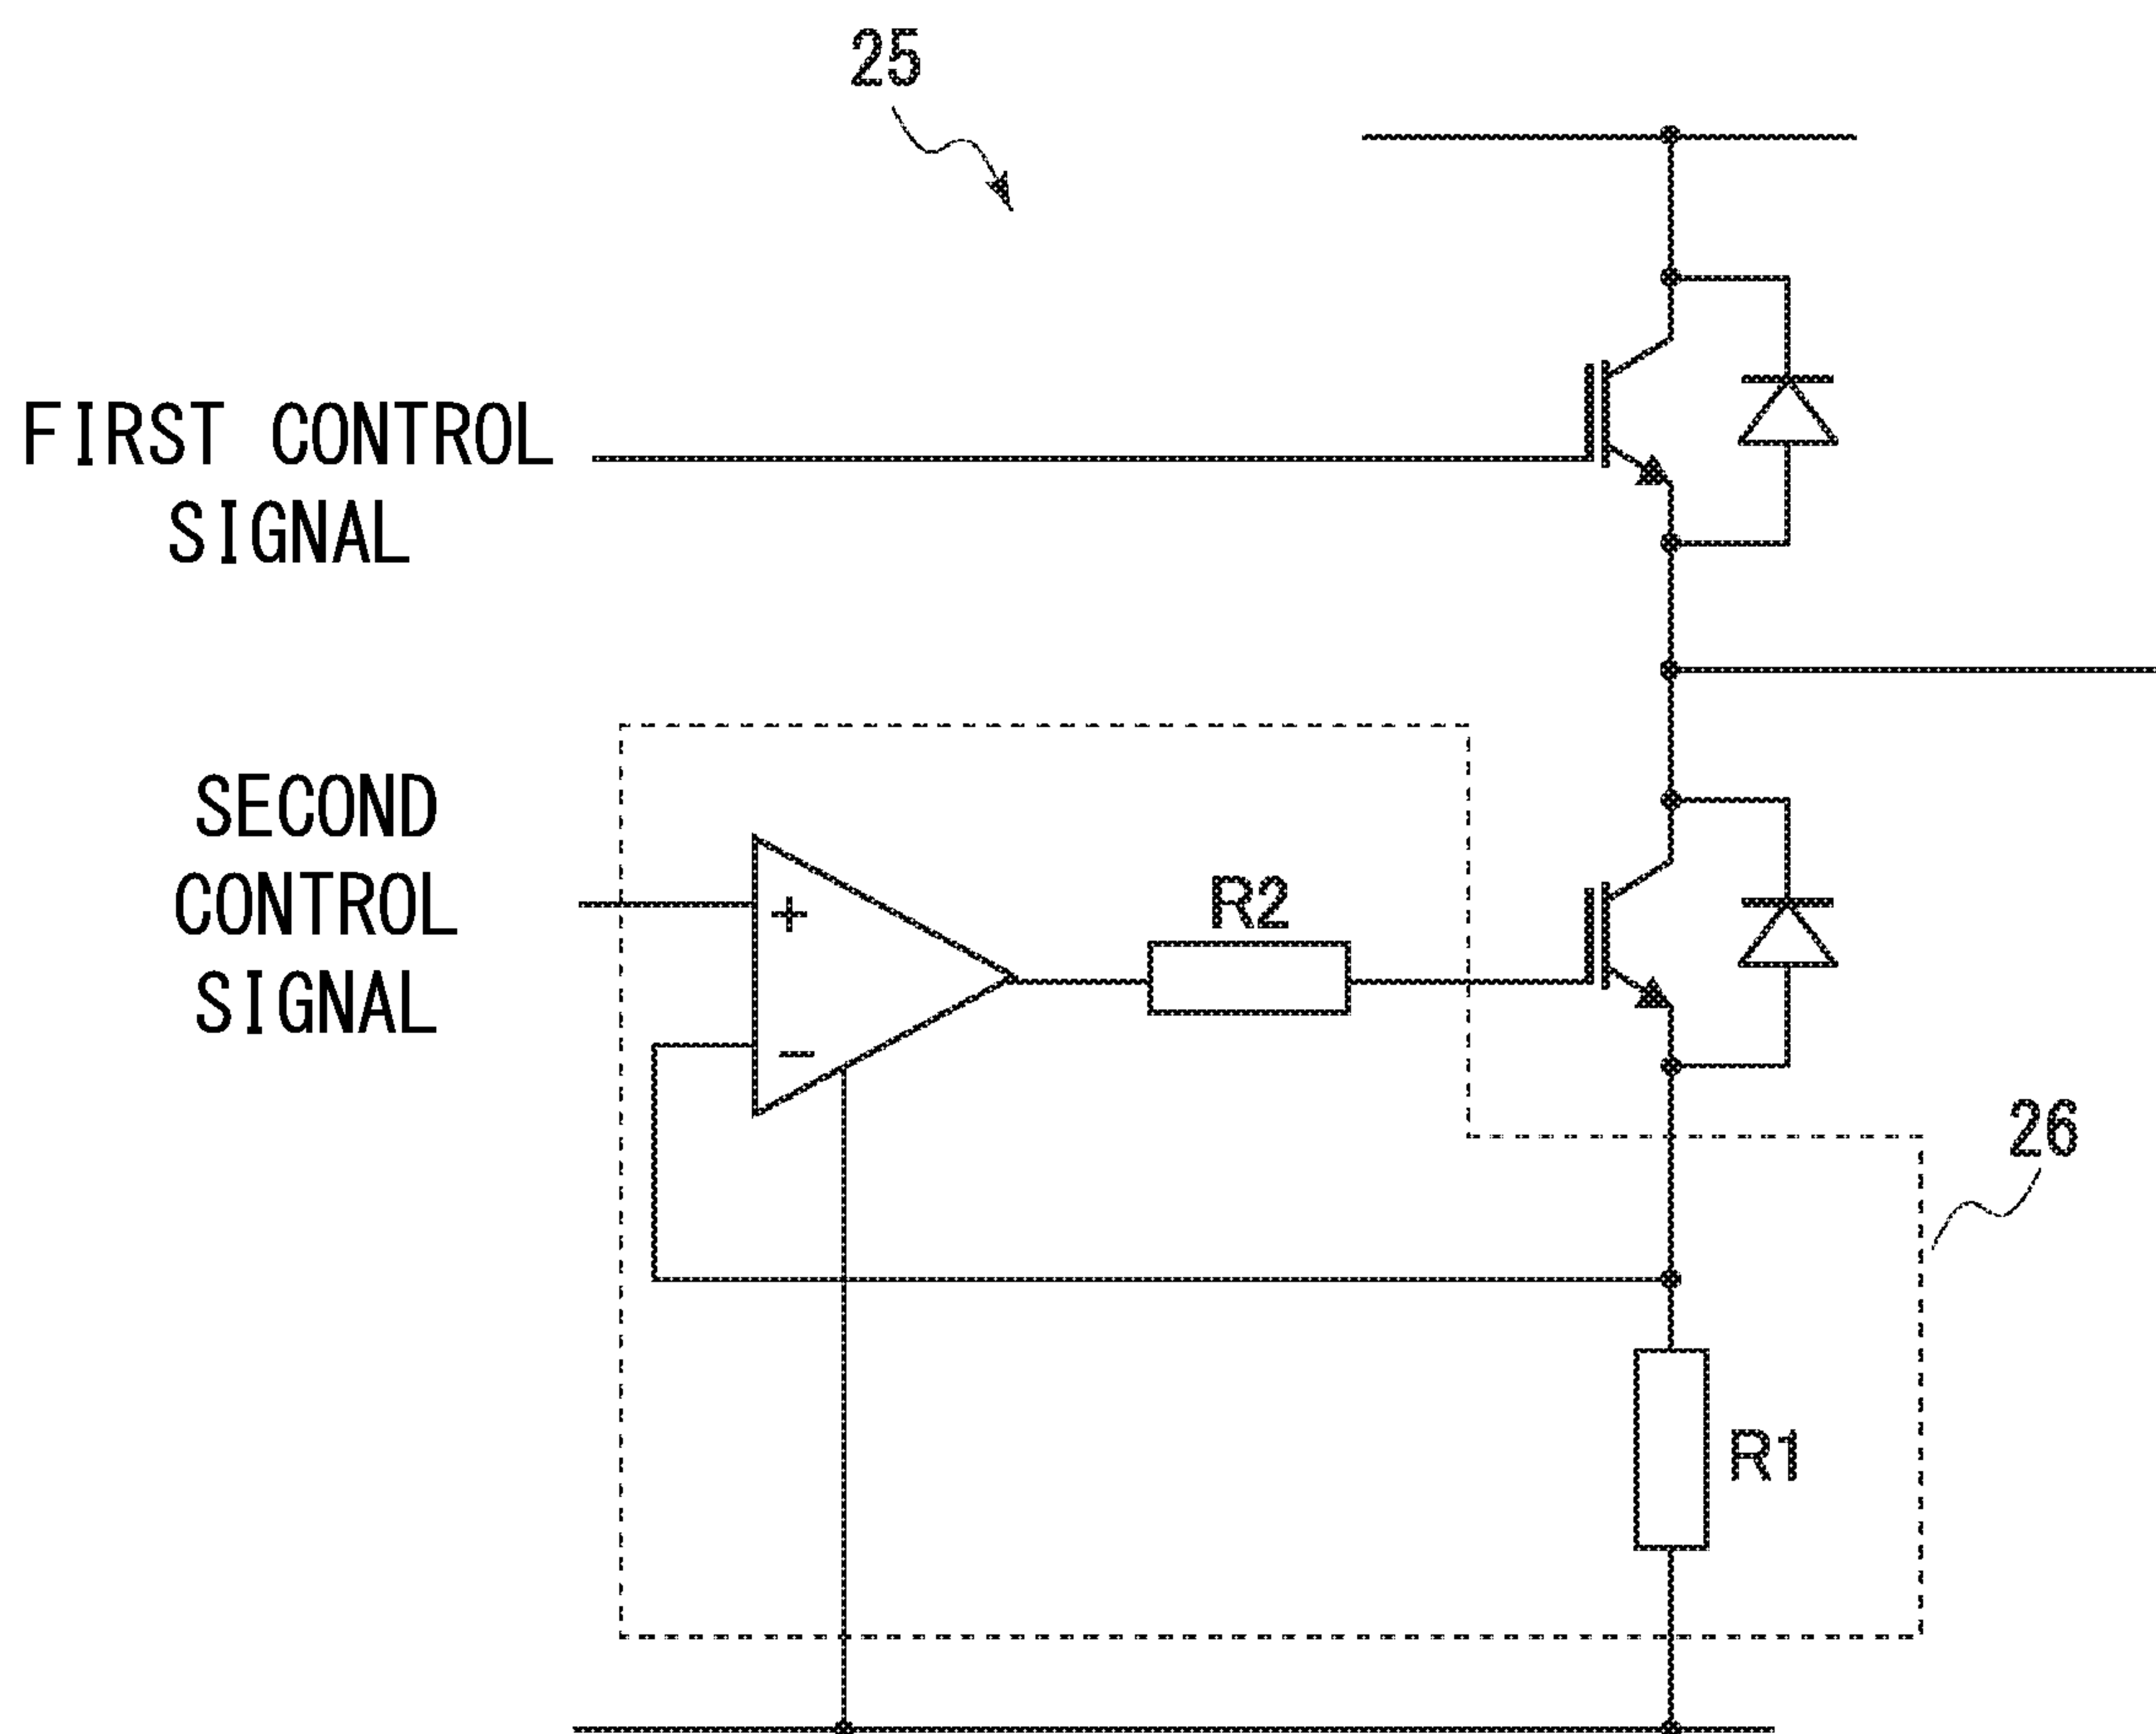 25
FIRST CONTROL
SIGNAL
SECOND
CONTROL
SIGNAL
+
−
R2
26
R1